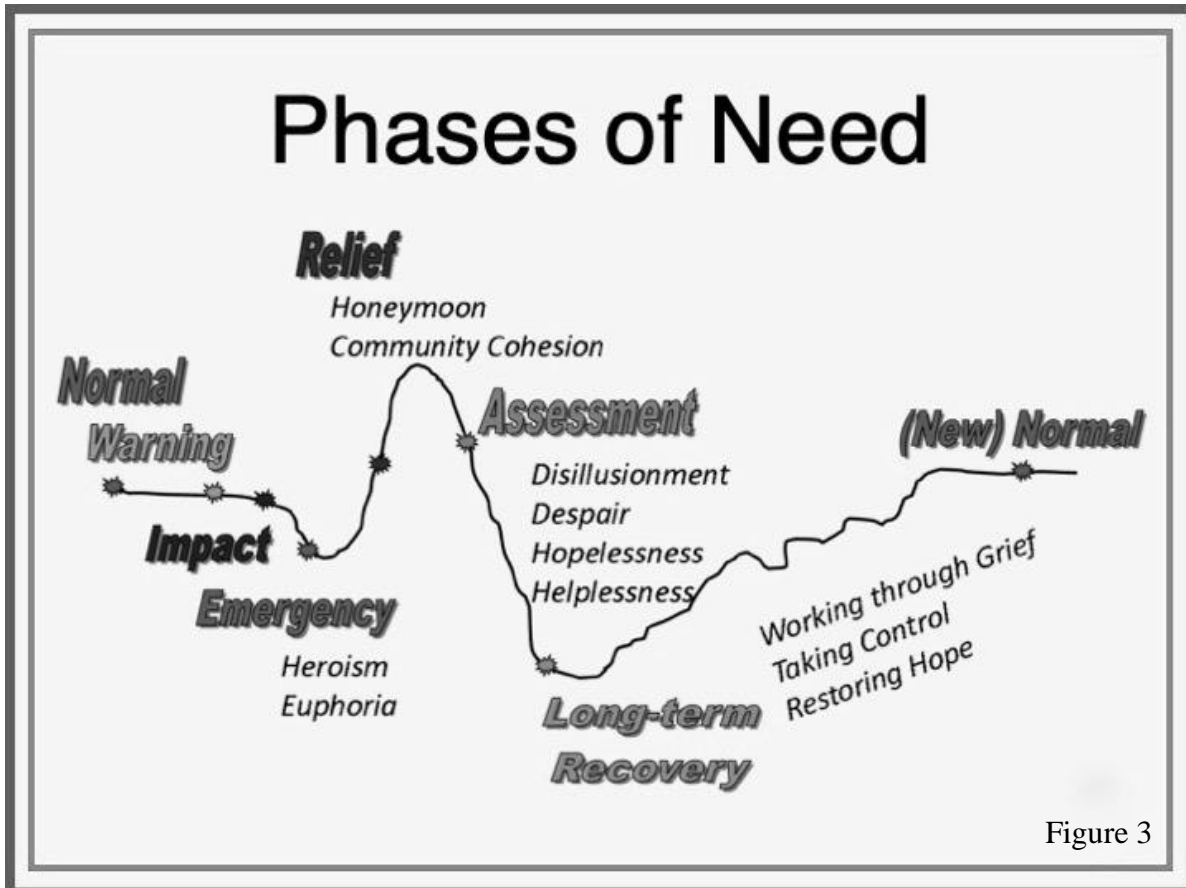 Phases of Need
Relief
Honeymoon
Community Cohesion
Normal
Warning
Impact
Emergency
Heroism
Euphoria
Assessment
Disillusionment
Despair
Hopelessness
Helplessness
Long-term
Recovery
(New) Normal
Working through Grief
Taking Control
Restoring Hope
Figure 3